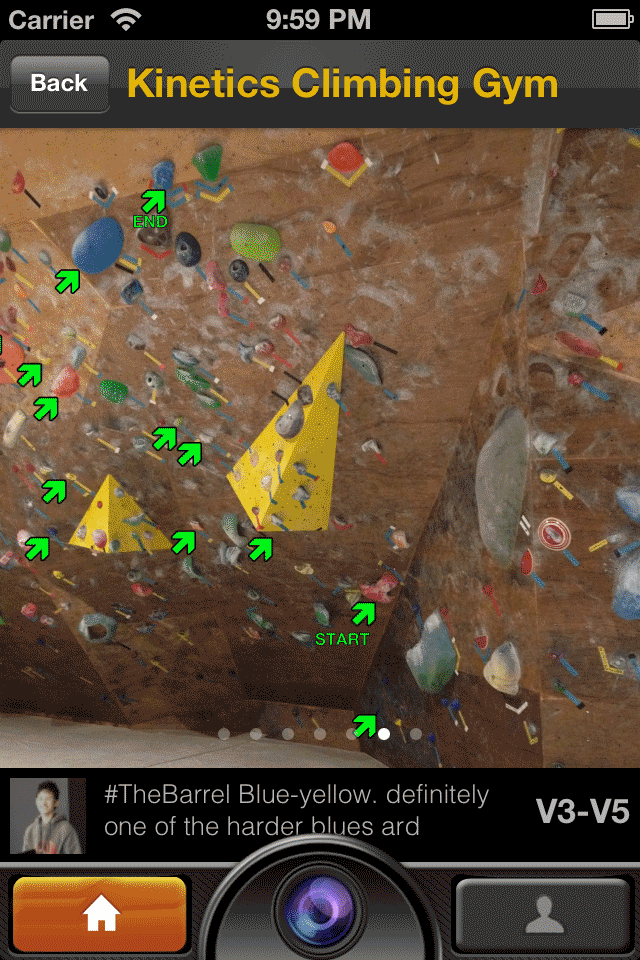 Carrier 9:59 PM
Back Kinetics Climbing Gym
END
START
#TheBarrel Blue-yellow. definitely
one of the harder blues ard
V3-V5